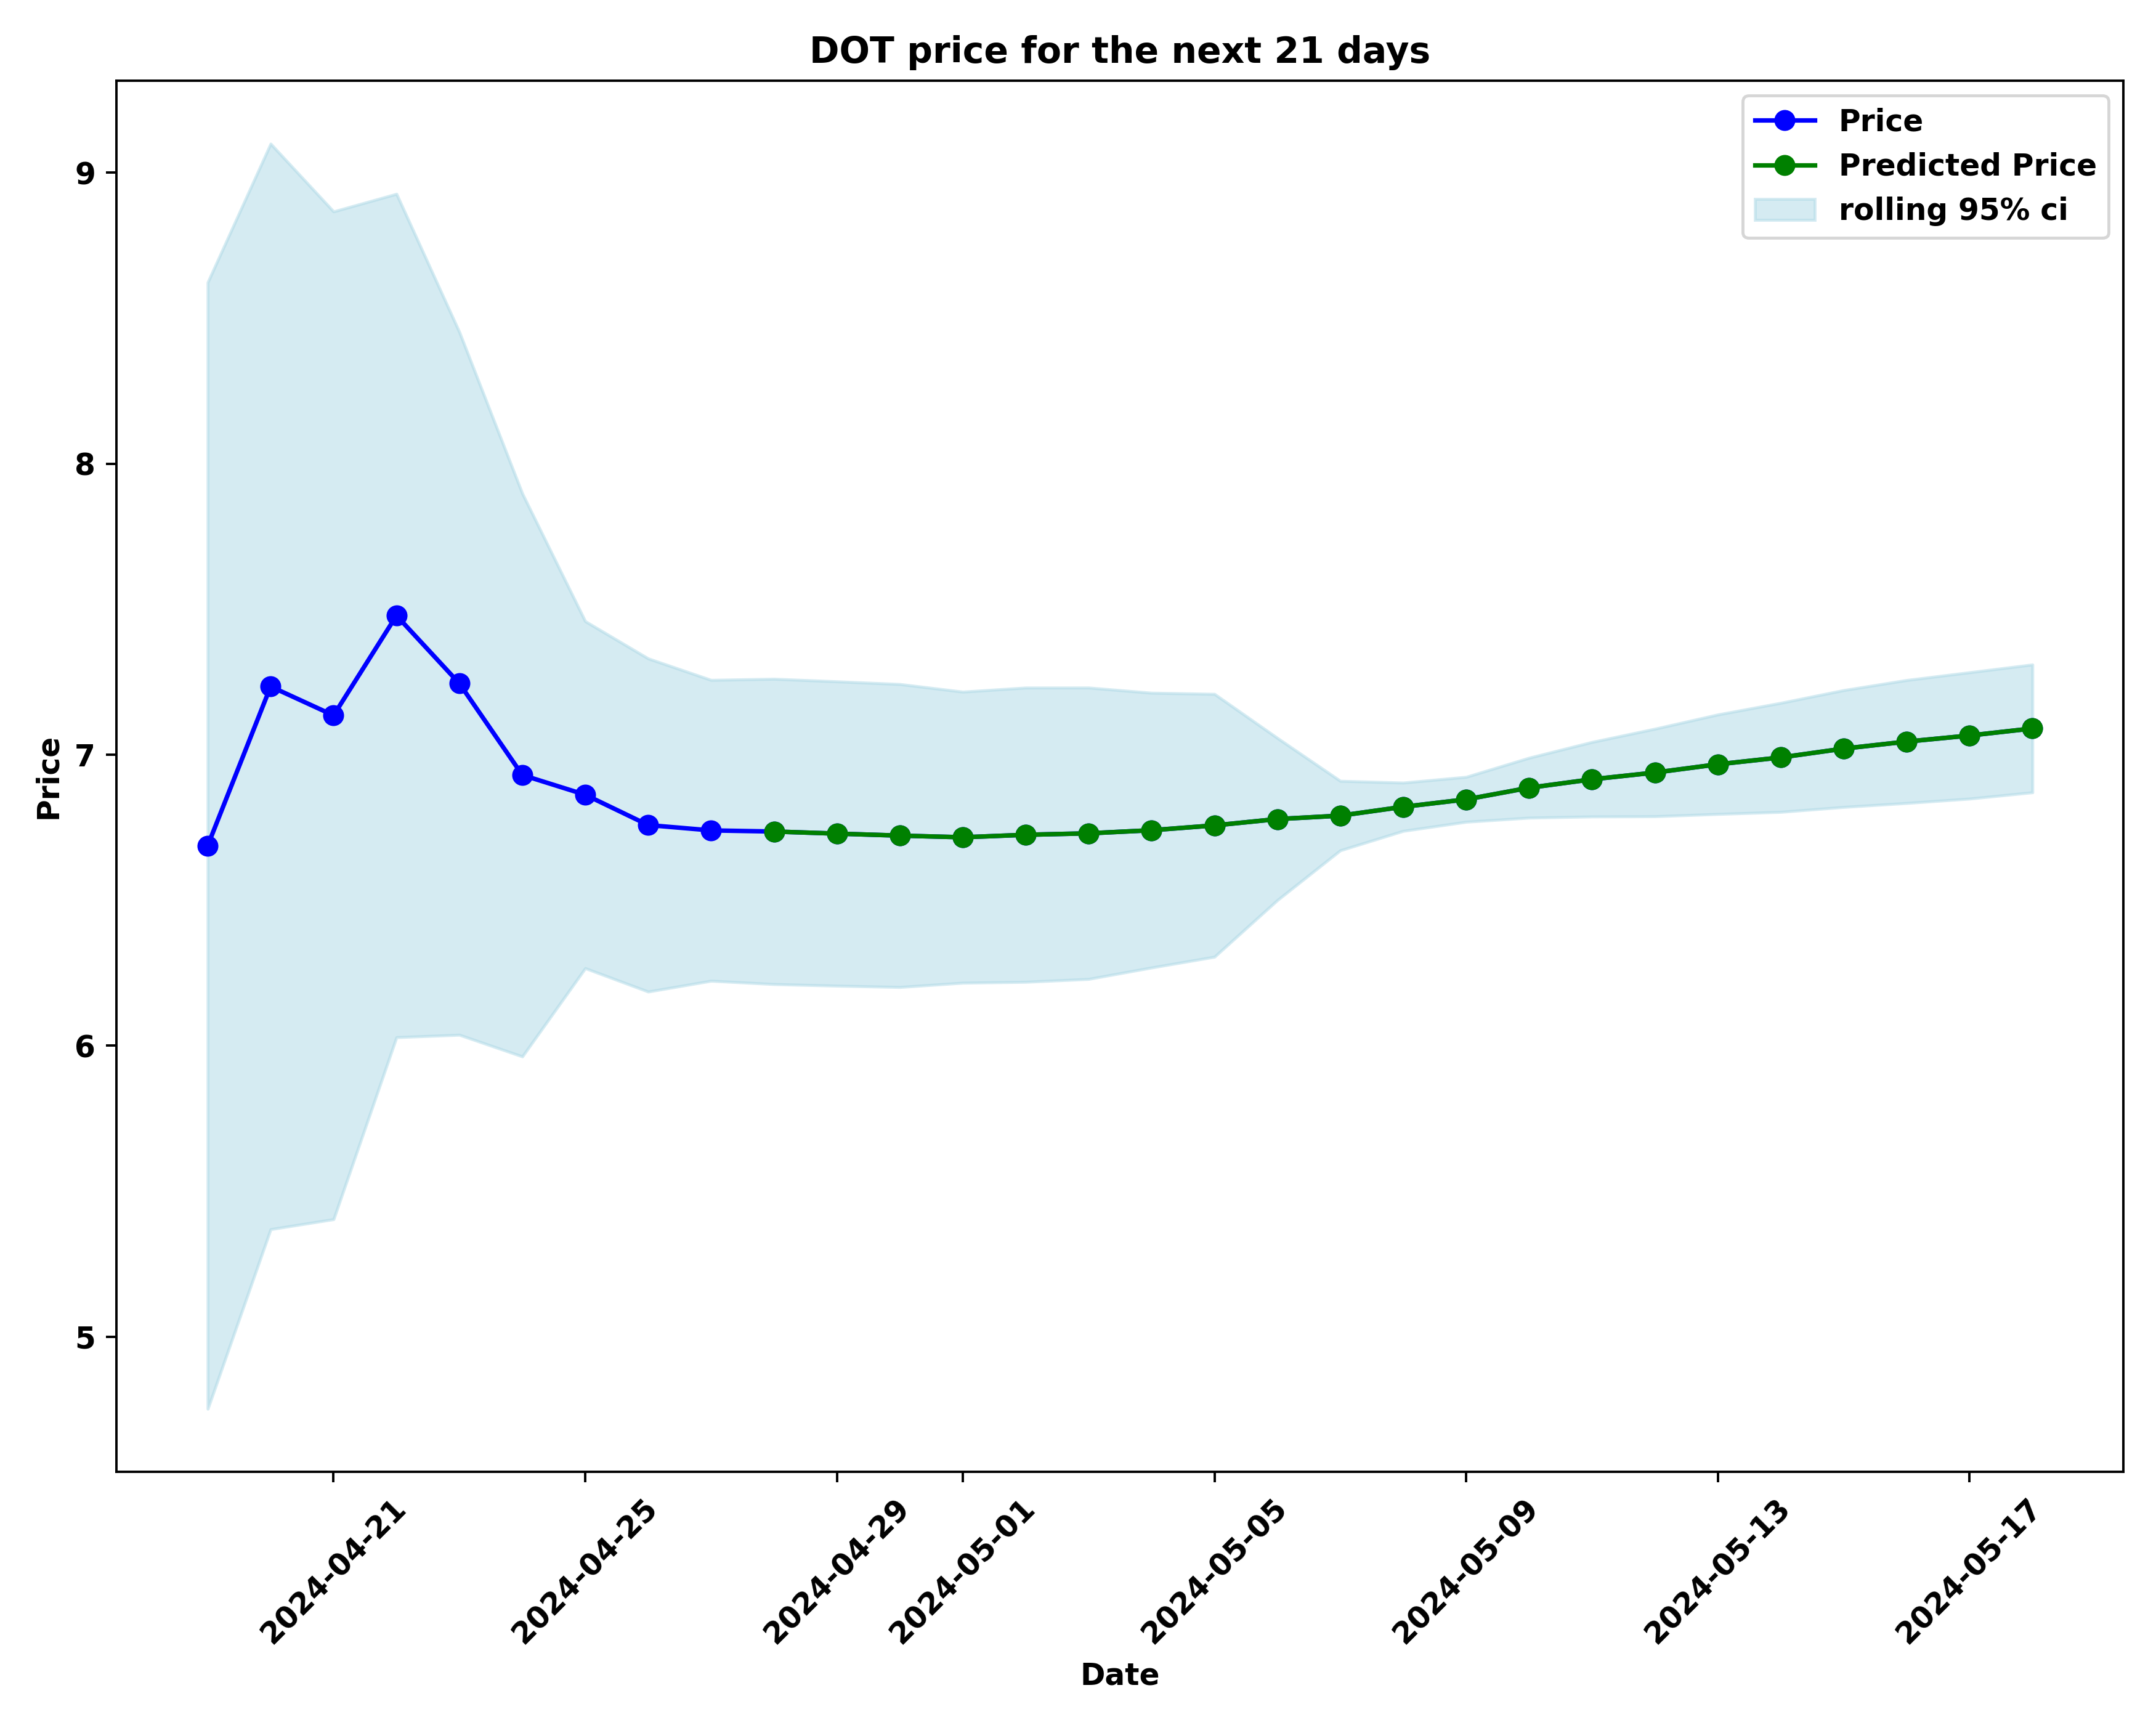 DOT price for the next 21 days
Price
Predicted Price
rolling 95% ci
9
8
7
6
5
Price
2024-04-21
2024-04-25
2024-04-29
2024-05-01
2024-05-05
2024-05-09
2024-05-13
2024-05-17
Date